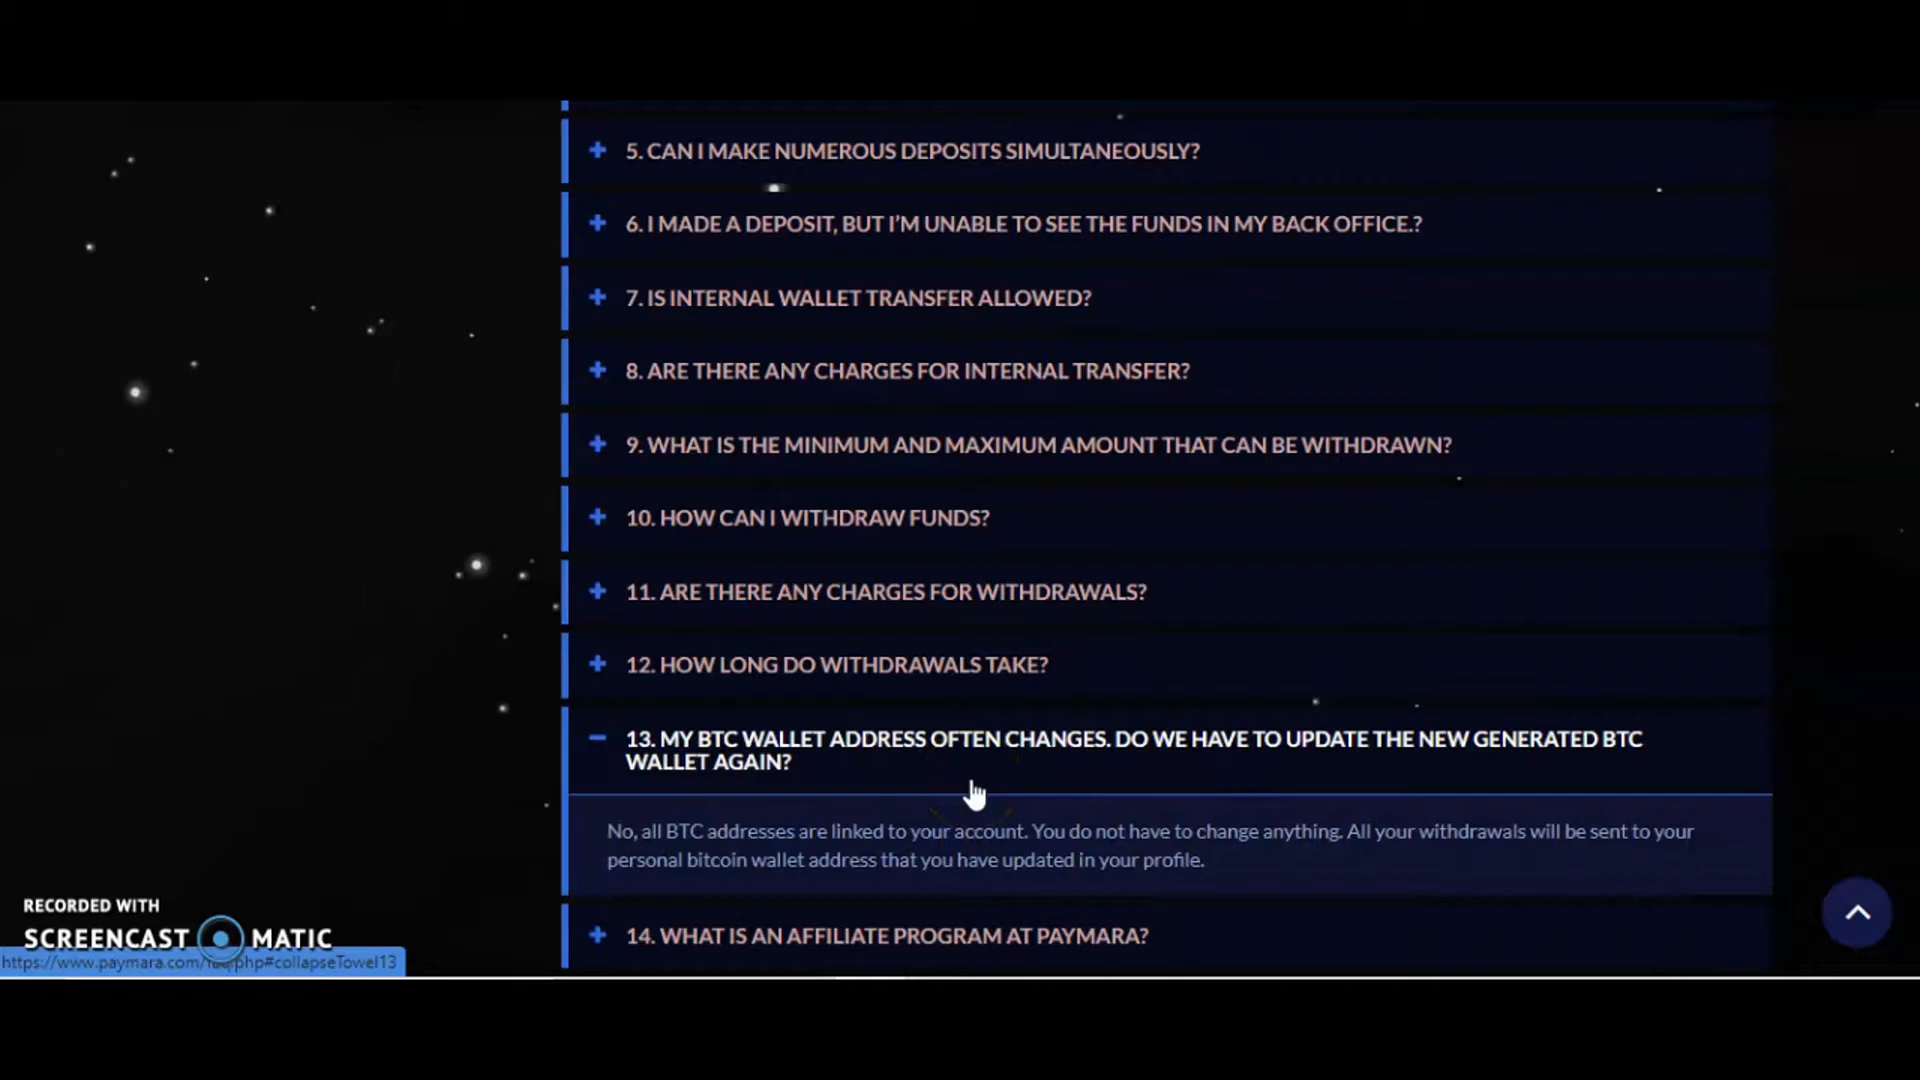 5. CAN I MAKE NUMEROUS DEPOSITS SIMULTANEOUSLY?
6. I MADE A DEPOSIT, BUT I'M UNABLE TO SEE THE FUNDS IN MY BACK OFFICE.?
7. IS INTERNAL WALLET TRANSFER ALLOWED?
8. ARE THERE ANY CHARGES FOR INTERNAL TRANSFER?
9. WHAT IS THE MINIMUM AND MAXIMUM AMOUNT THAT CAN BE WITHDRAWN?
10. HOW CAN I WITHDRAW FUNDS?
11. ARE THERE ANY CHARGES FOR WITHDRAWALS?
12. HOW LONG DO WITHDRAWALS TAKE?
13. MY BTC WALLET ADDRESS OFTEN CHANGES. DO WE HAVE TO UPDATE THE NEW GENERATED BTC
WALLET AGAIN?
No, all BTC addresses are linked to your account. You do not have to change anything. All your withdrawals will be sent to your
personal bitcoin wallet address that you have updated in your profile.
14. WHAT IS AN AFFILIATE PROGRAM AT PAYMARA?
RECORDED WITH
SCREENCAST MATIC
https://www.paymara.com/faq.php#collapseTowel13